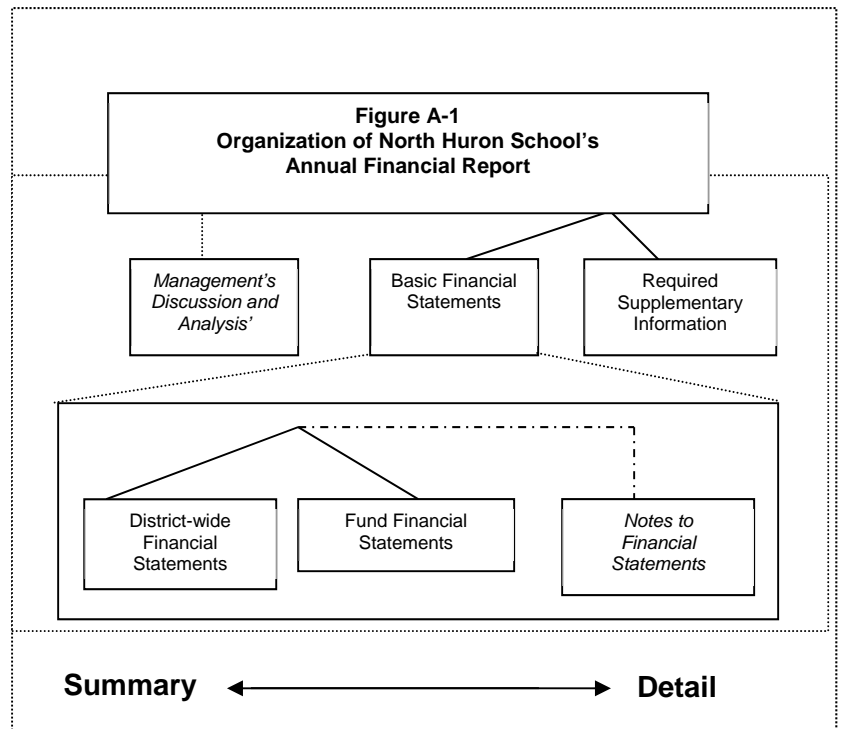 Figure A-1
Organization of North Huron School's
Annual Financial Report
Management's
Discussion and
Analysis'
Basic Financial
Statements
Required
Supplementary
Information
District-wide
Financial
Statements
Fund Financial
Statements
Notes to
Financial
Statements
Summary
Detail